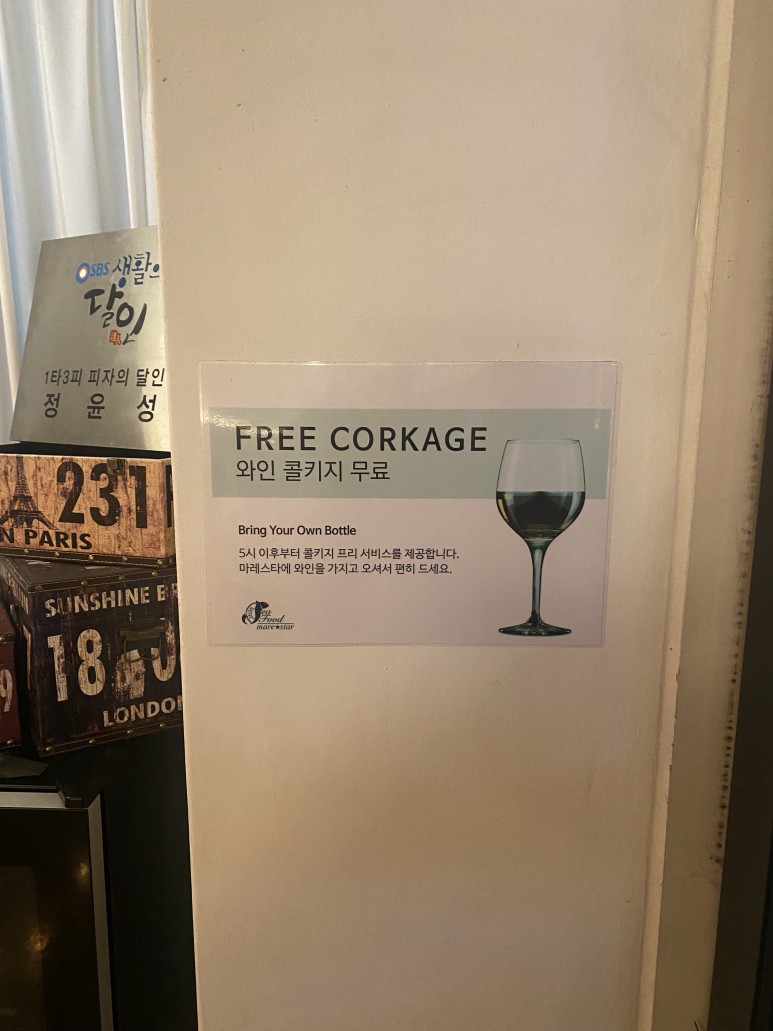 SBS 생활의
달인
1타3피 피자의 달인
정 윤 성
231
N PARIS
SUNSHINE BR
18
LONDON
9
FREE CORKAGE
와인 콜키지 무료
Bring Your Own Bottle
5시 이후부터 콜키지 프리 서비스를 제공합니다.
마레스타에 와인을 가지고 오셔서 편히 드세요.
Sea
Food
mare★star